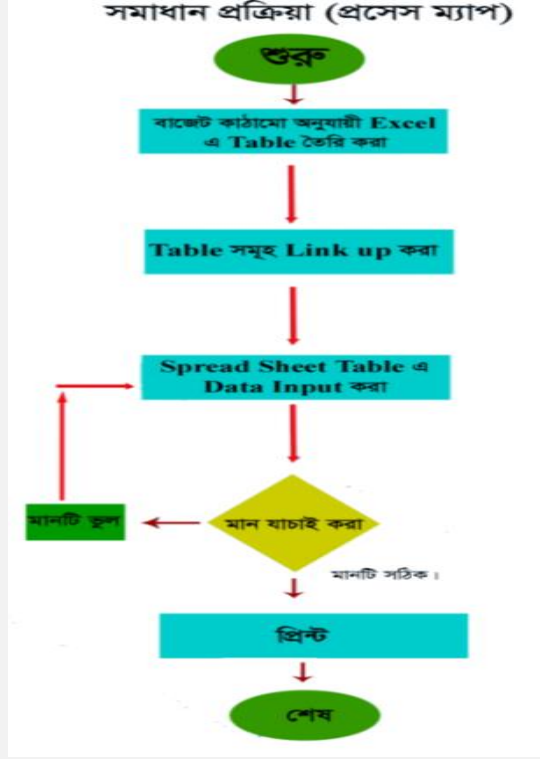 সমাধান প্রক্রিয়া (প্রসেস ম্যাপ)
শুরু
বাজেট কাঠামো অনুযায়ী Excel
এ Table তৈরি করা
Table সমূহ Link up করা
Spread Sheet Table এ
Data Input করা
মান যাচাই করা
মানটি ভুল
মানটি সঠিক।
প্রিন্ট
শেষ